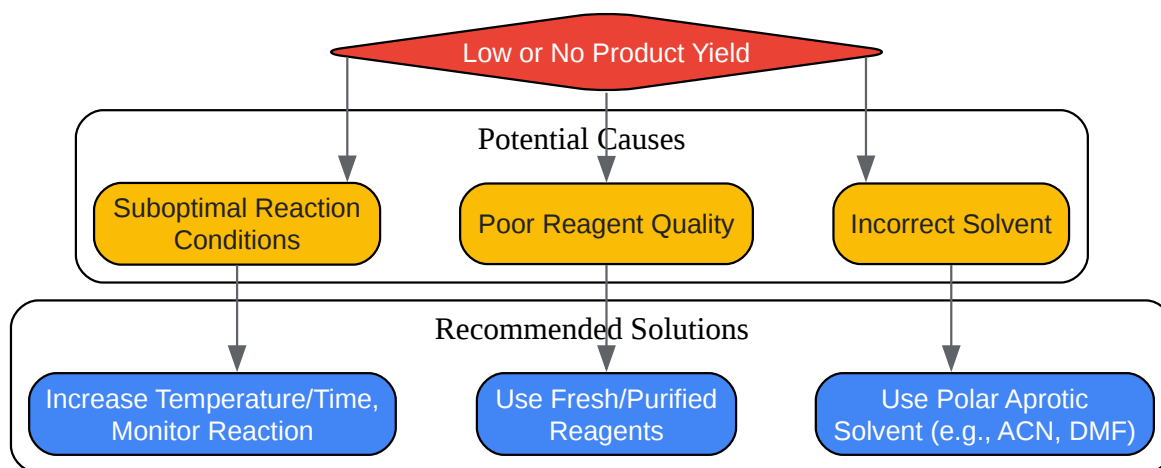 Low or No Product Yield
Potential Causes
Suboptimal Reaction
Conditions
Poor Reagent Quality
Incorrect Solvent
Recommended Solutions
Increase Temperature/Time,
Monitor Reaction
Use Fresh/Purified
Reagents
Use Polar Aprotic
Solvent (e.g., ACN, DMF)